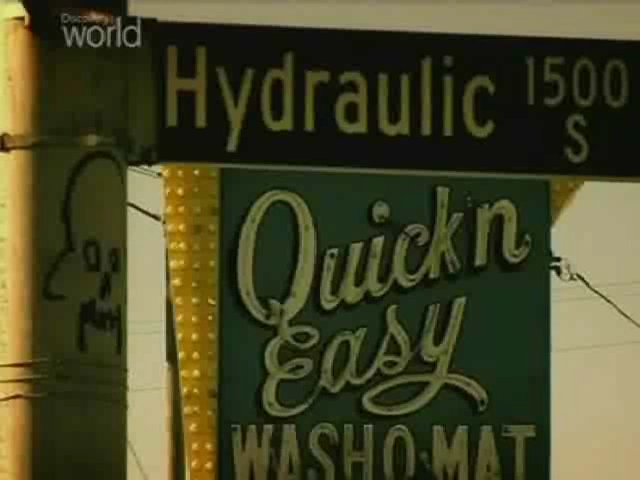 Discovery
world
Hydraulic 1500
S
Quick'n
Easy
WASH-O-MAT